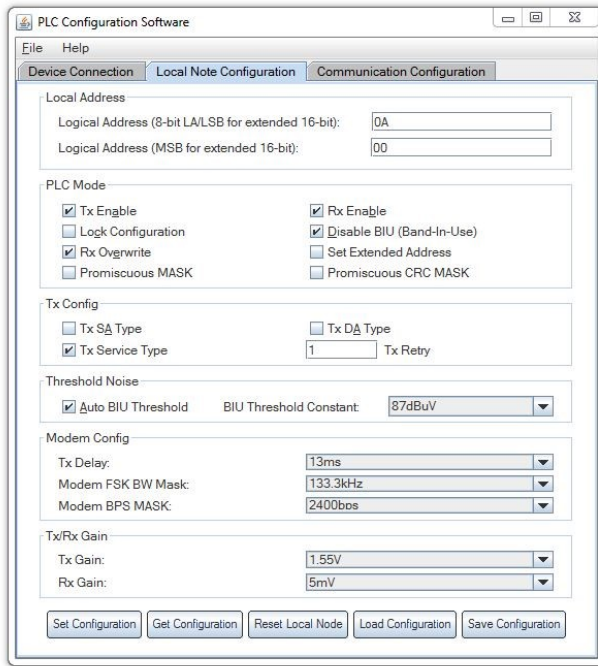 PLC Configuration Software
File Help
Device Connection Local Note Configuration Communication Configuration
Local Address
Logical Address (8-bit LA/LSB for extended 16-bit): 0A
Logical Address (MSB for extended 16-bit): 00
PLC Mode
Tx Enable Rx Enable
Lock Configuration Disable BIU (Band-In-Use)
Rx Overwrite Set Extended Address
Promiscuous MASK Promiscuous CRC MASK
Tx Config
Tx SA Type Tx DA Type
Tx Service Type 1 Tx Retry
Threshold Noise
Auto BIU Threshold BIU Threshold Constant: 87dBuV
Modem Config
Tx Delay: 13ms
Modem FSK BW Mask: 133.3kHz
Modem BPS MASK: 2400bps
Tx/Rx Gain
Tx Gain: 1.55V
Rx Gain: 5mV
Set Configuration Get Configuration Reset Local Node Load Configuration Save Configuration